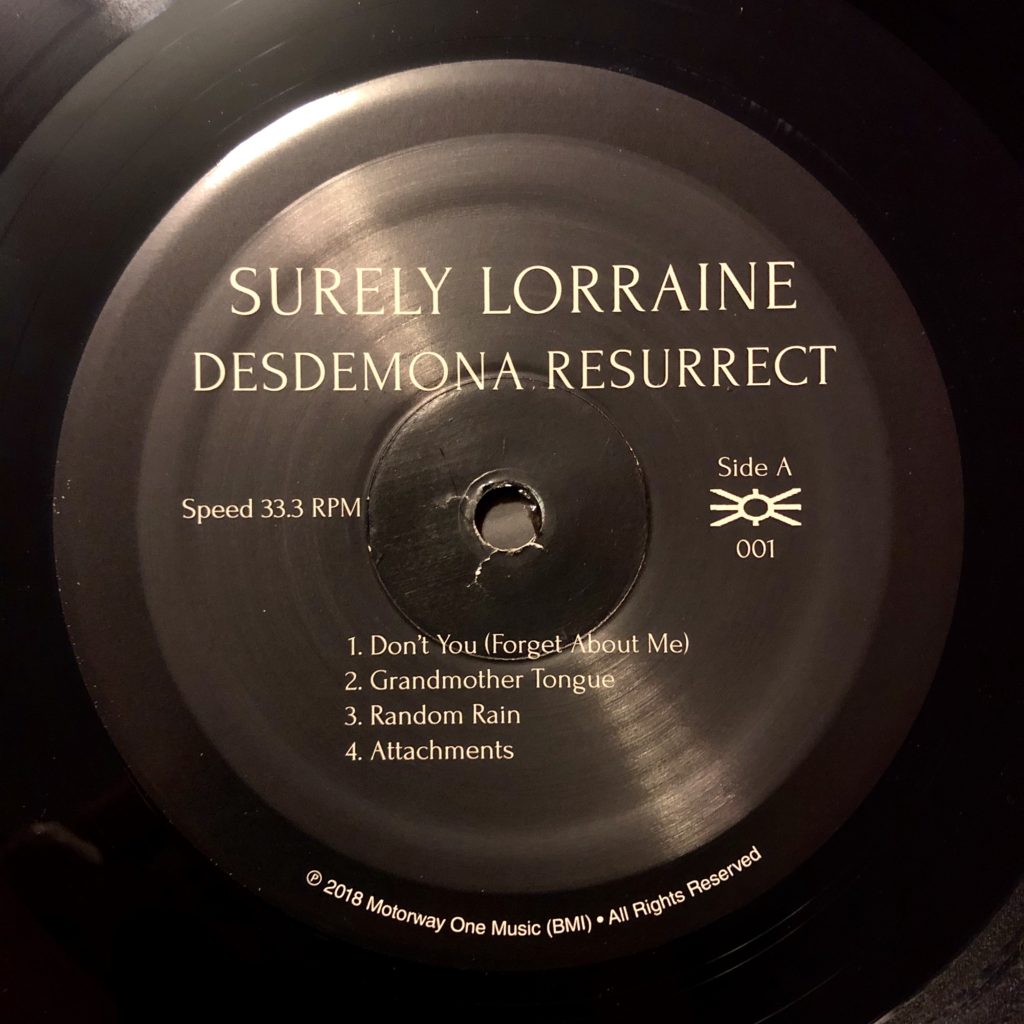 SURELY LORRAINE
DESDEMONA RESURRECT
Side A
Speed 33.3 RPM
001
1. Don't You (Forget About Me)
2. Grandmother Tongue
3. Random Rain
4. Attachments
℗ 2018 Motorway One Music (BMI) • All Rights Reserved